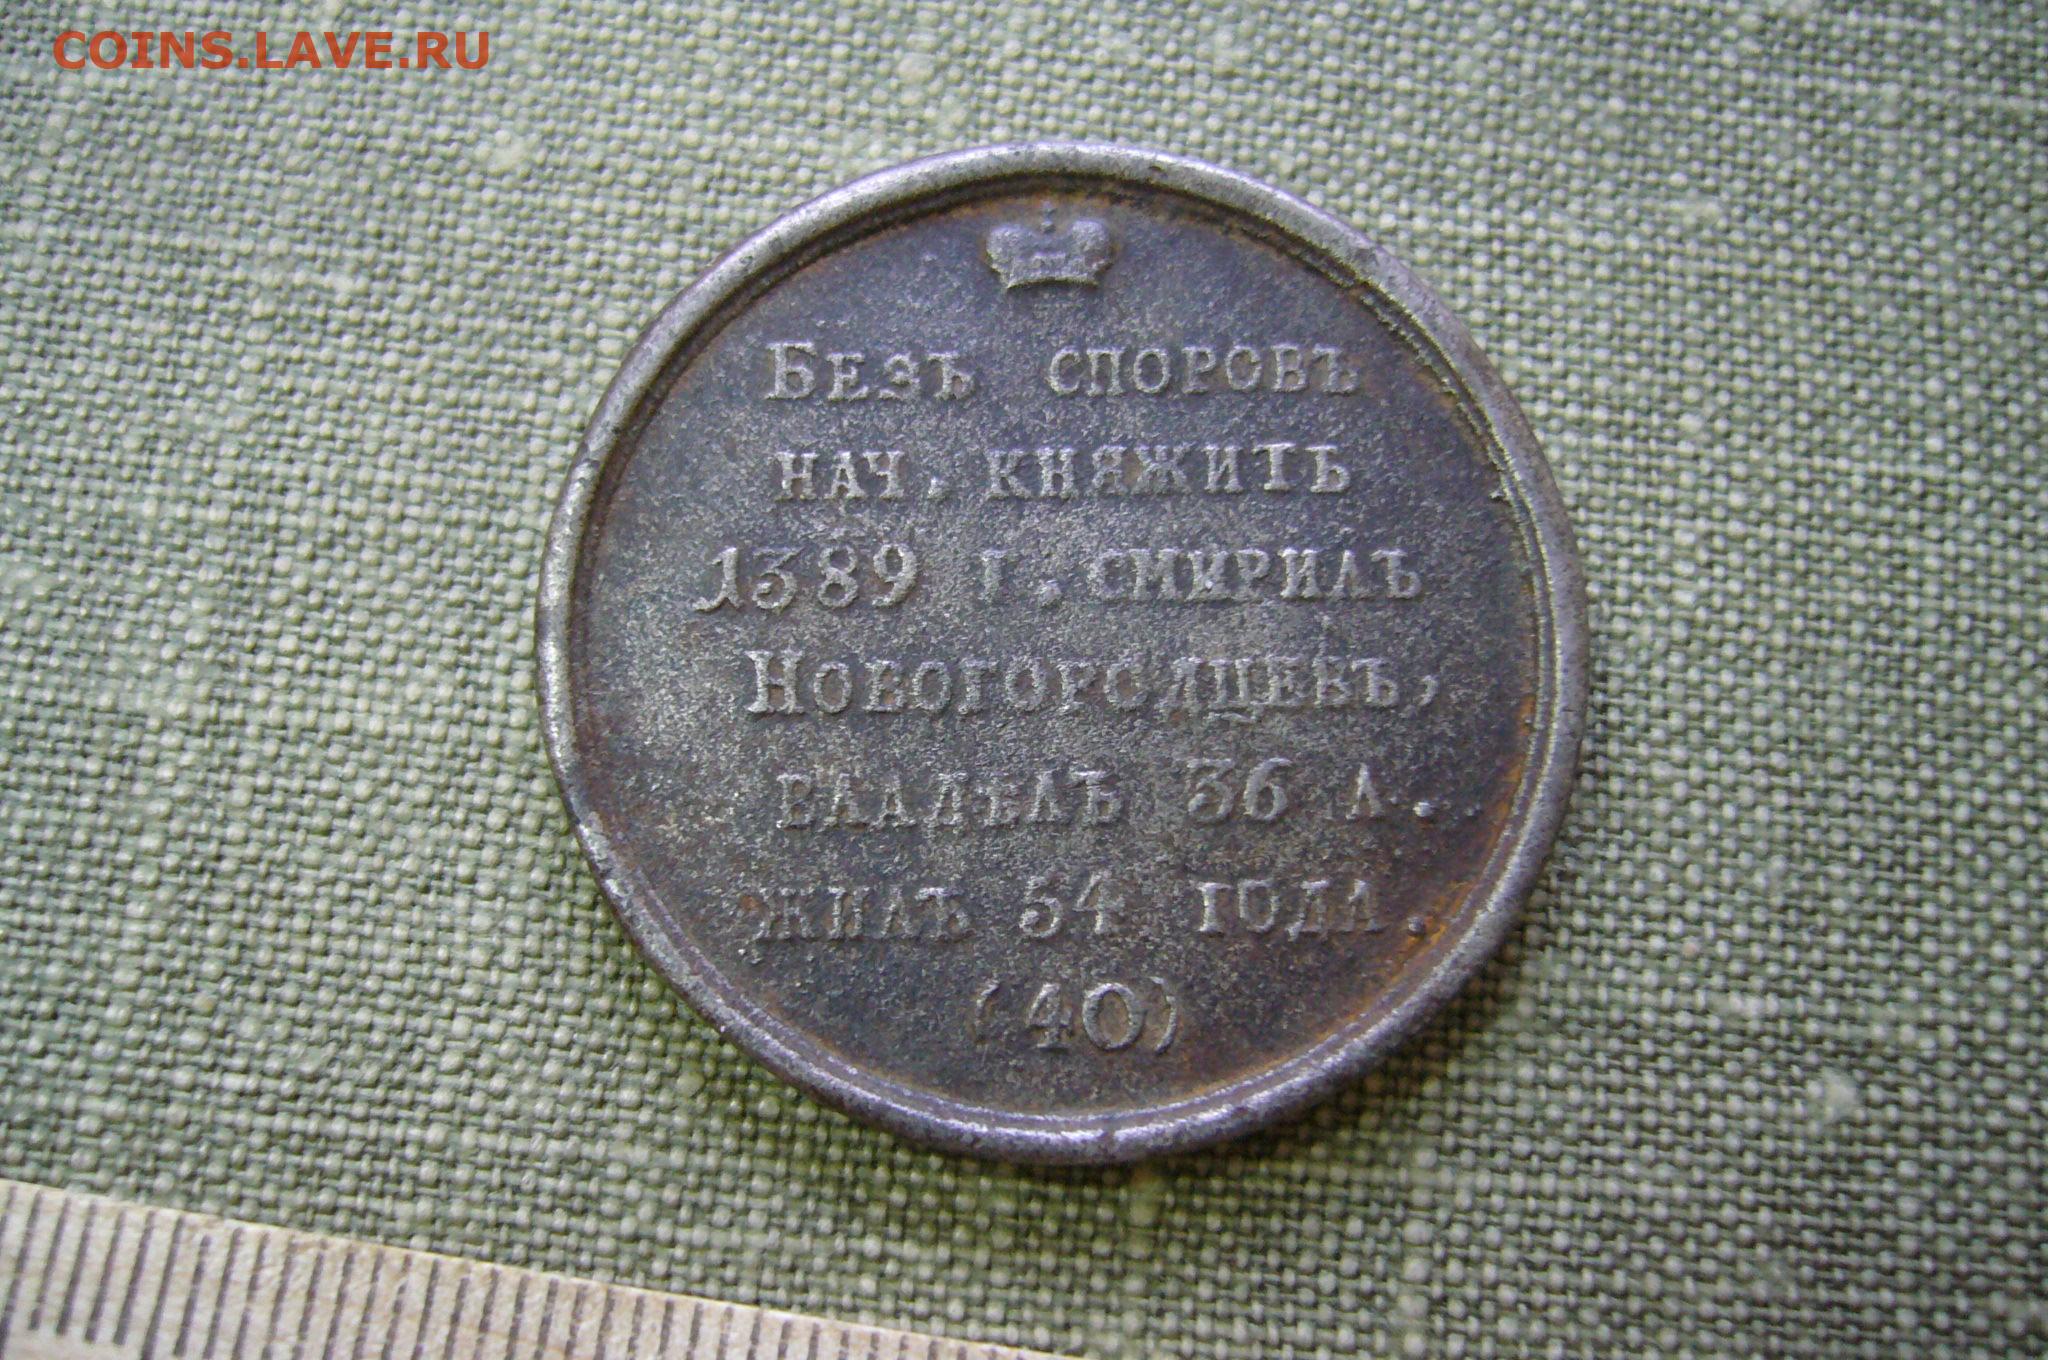 COINS.LAVE.RU
Безъ споровъ
нач. княжить
1389 г. смирилъ
Новогородцевъ,
владѣлъ 36 л.
жилъ 54 года.
(40)